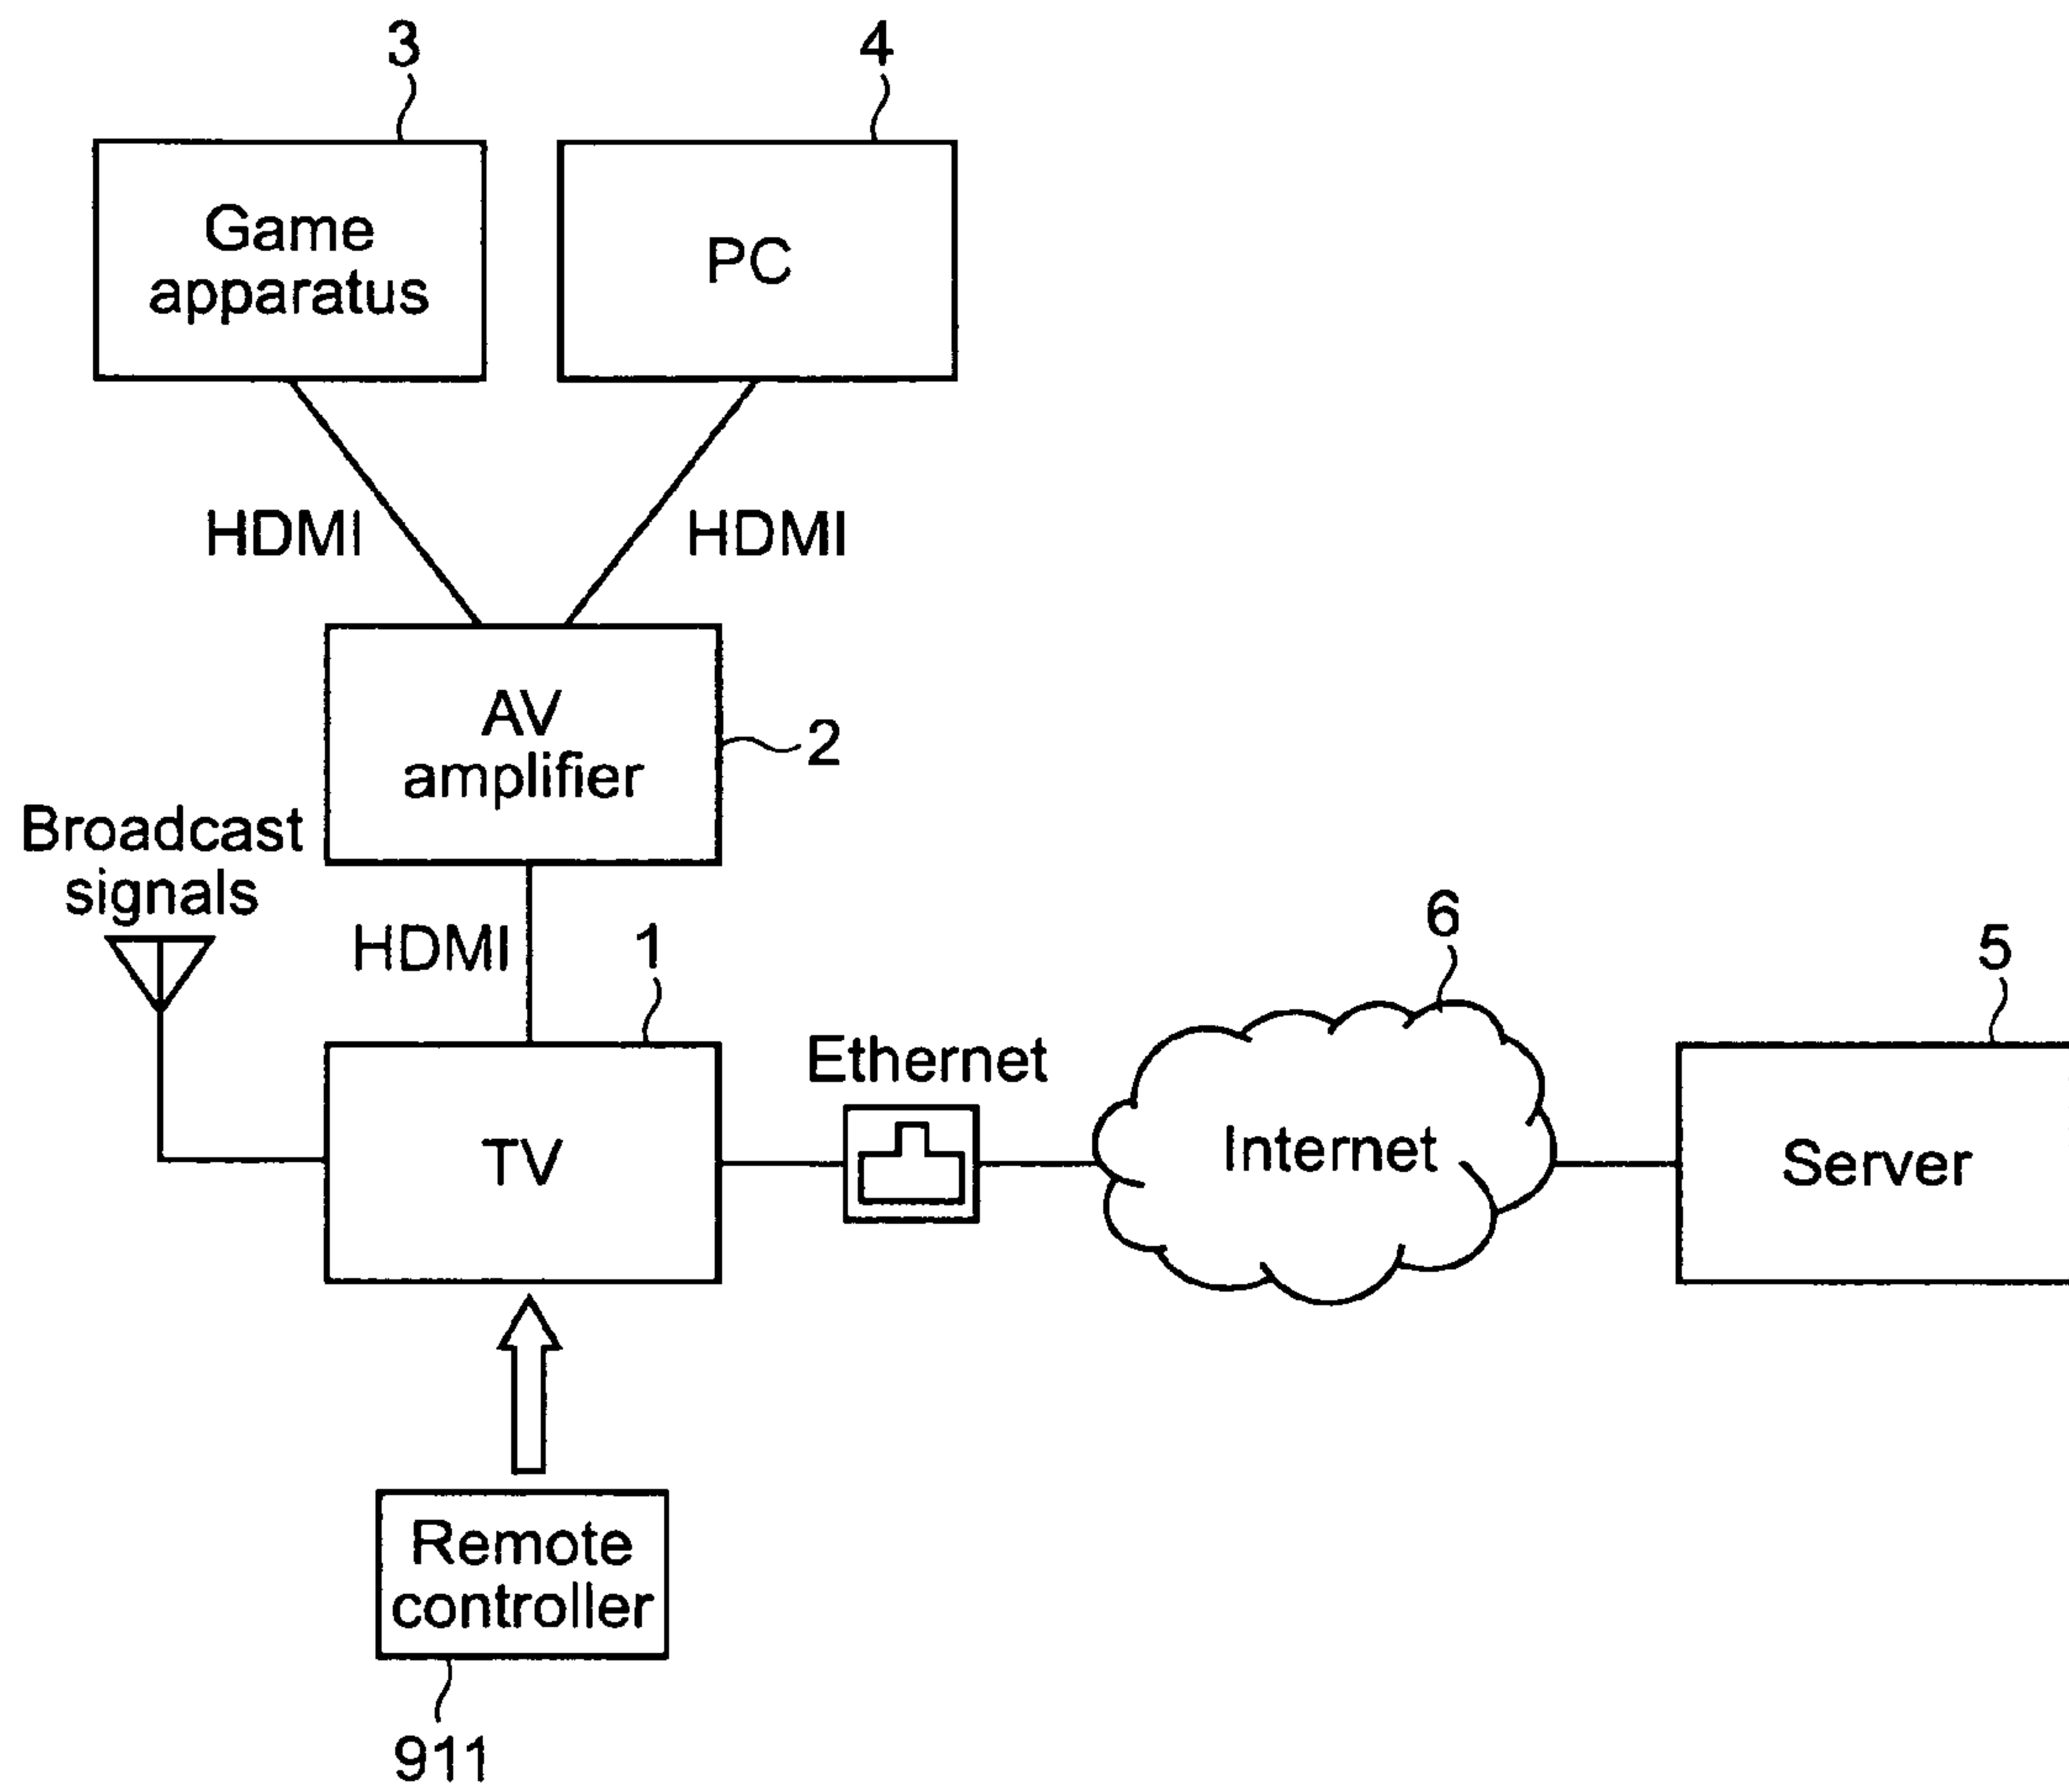 3
4
Game
apparatus
PC
HDMI
HDMI
AV
amplifier
2
Broadcast
signals
HDMI
1
6
5
Ethernet
TV
Internet
Server
Remote
controller
911